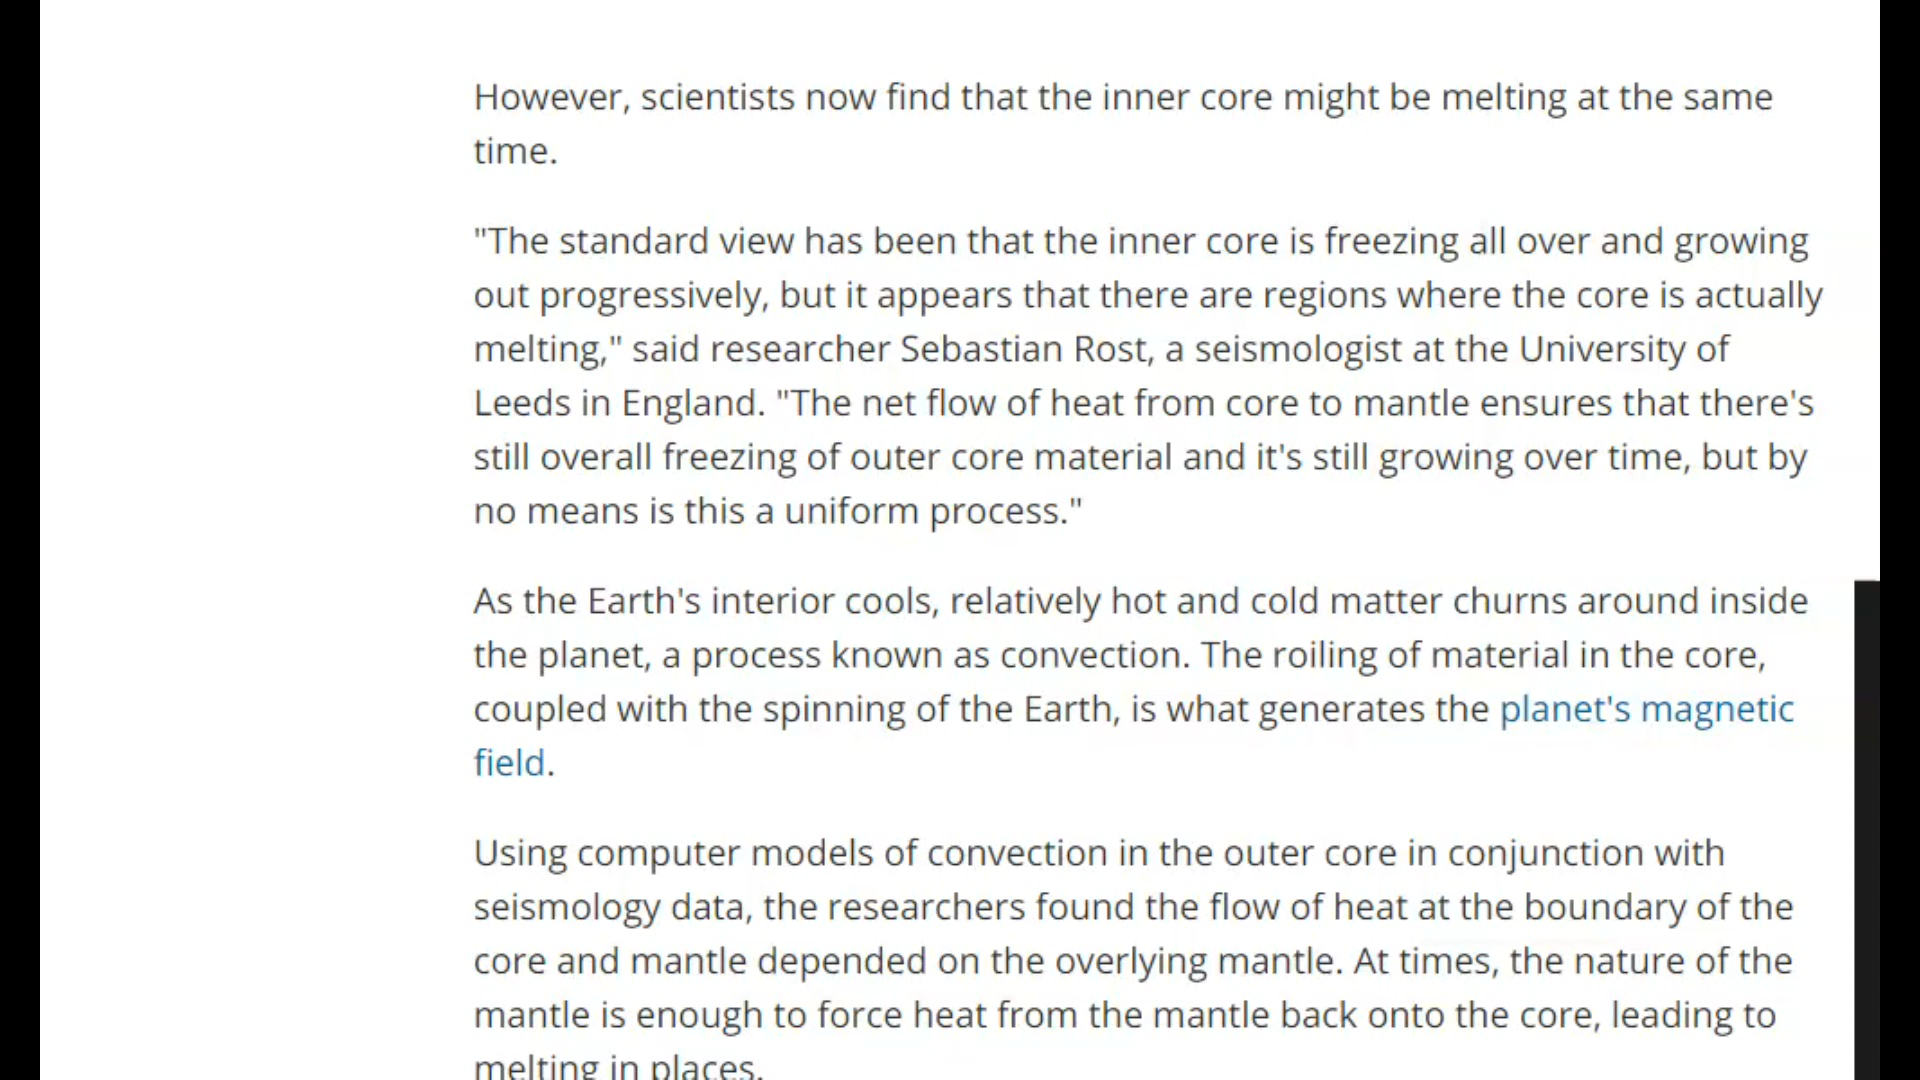 However, scientists now find that the inner core might be melting at the same
time.
"The standard view has been that the inner core is freezing all over and growing
out progressively, but it appears that there are regions where the core is actually
melting," said researcher Sebastian Rost, a seismologist at the University of
Leeds in England. "The net flow of heat from core to mantle ensures that there's
still overall freezing of outer core material and it's still growing over time, but by
no means is this a uniform process."
As the Earth's interior cools, relatively hot and cold matter churns around inside
the planet, a process known as convection. The roiling of material in the core,
coupled with the spinning of the Earth, is what generates the planet's magnetic
field.
Using computer models of convection in the outer core in conjunction with
seismology data, the researchers found the flow of heat at the boundary of the
core and mantle depended on the overlying mantle. At times, the nature of the
mantle is enough to force heat from the mantle back onto the core, leading to
melting in places.